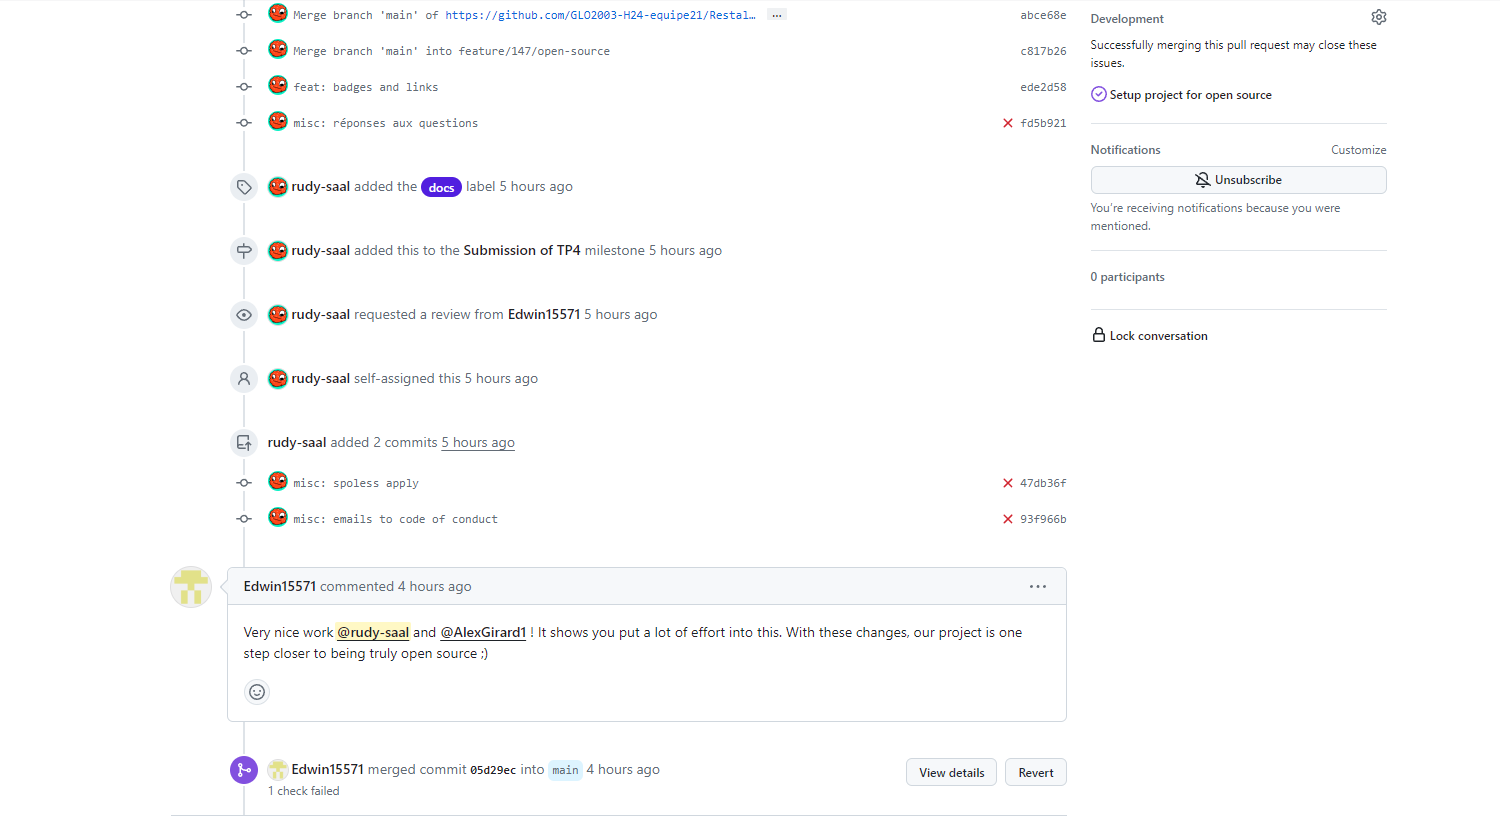 Merge branch 'main' of https://github.com/GLO2003-H24-equipe21/Restal… … abce68e
Merge branch 'main' into feature/147/open-source c817b26
feat: badges and links ede2d58
misc: réponses aux questions fd5b921
rudy-saal added the docs label 5 hours ago
rudy-saal added this to the Submission of TP4 milestone 5 hours ago
rudy-saal requested a review from Edwin15571 5 hours ago
rudy-saal self-assigned this 5 hours ago
rudy-saal added 2 commits 5 hours ago
misc: spoless apply 47db36f
misc: emails to code of conduct 93f966b
Edwin15571 commented 4 hours ago
Very nice work @rudy-saal and @AlexGirard1 ! It shows you put a lot of effort into this. With these changes, our project is one
step closer to being truly open source ;)
Edwin15571 merged commit 05d29ec into main 4 hours ago
1 check failed
View details
Revert
Development
Successfully merging this pull request may close these
issues.
Setup project for open source
Notifications
Customize
Unsubscribe
You're receiving notifications because you were
mentioned.
0 participants
Lock conversation